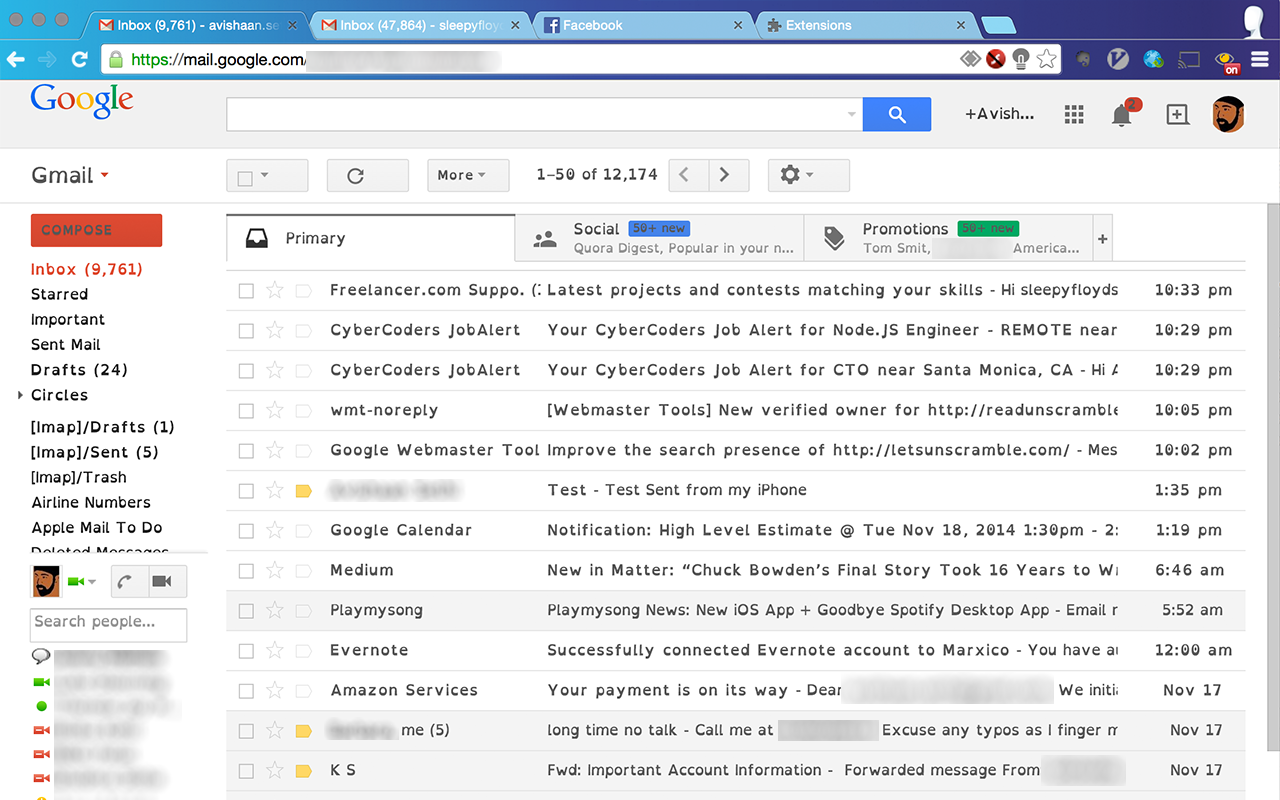 Inbox (9,761) - avishaan.se
Inbox (47,864) - sleepyfloy
Facebook
Extensions
https://mail.google.com/
on
Google
+Avish...
2
Gmail
More
1–50 of 12,174
COMPOSE
Primary
Social 50+ new
Quora Digest, Popular in your n...
Promotions 50+ new
Tom Smit, America...
+
Inbox (9,761)
Starred
Important
Sent Mail
Drafts (24)
Circles
[Imap]/Drafts (1)
[Imap]/Sent (5)
[Imap]/Trash
Airline Numbers
Apple Mail To Do
Deleted Messages
Search people...
Freelancer.com Suppo. (2 Latest projects and contests matching your skills - Hi sleepyfloyds 10:33 pm
CyberCoders JobAlert Your CyberCoders Job Alert for Node.JS Engineer - REMOTE near 10:29 pm
CyberCoders JobAlert Your CyberCoders Job Alert for CTO near Santa Monica, CA - Hi A 10:29 pm
wmt-noreply [Webmaster Tools] New verified owner for http://readunscramble 10:05 pm
Google Webmaster Tool Improve the search presence of http://letsunscramble.com/ - Mes 10:02 pm
Test - Test Sent from my iPhone 1:35 pm
Google Calendar Notification: High Level Estimate @ Tue Nov 18, 2014 1:30pm - 2: 1:19 pm
Medium New in Matter: “Chuck Bowden’s Final Story Took 16 Years to Wr 6:46 am
Playmysong Playmysong News: New iOS App + Goodbye Spotify Desktop App - Email r 5:52 am
Evernote Successfully connected Evernote account to Marxico - You have au 12:00 am
Amazon Services Your payment is on its way - Dear We initia Nov 17
me (5) long time no talk - Call me at Excuse any typos as I finger m Nov 17
K S Fwd: Important Account Information - Forwarded message From Nov 17